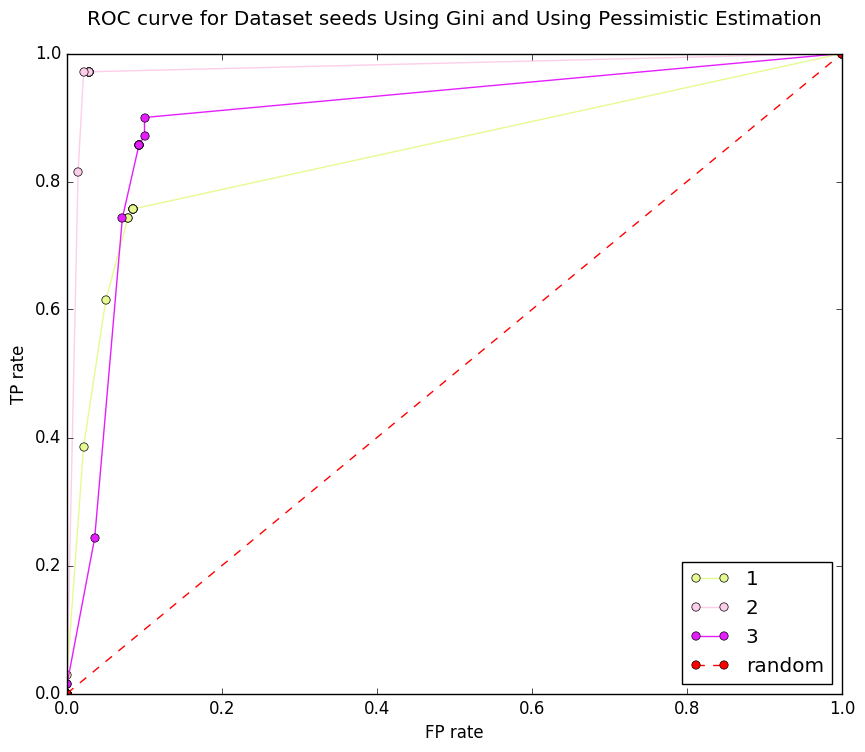 ROC curve for Dataset seeds Using Gini and Using Pessimistic Estimation
1.0
0.8
0.6
0.4
0.2
0.0
TP rate
0.0 0.2 0.4 0.6 0.8 1.0
FP rate
1
2
3
random